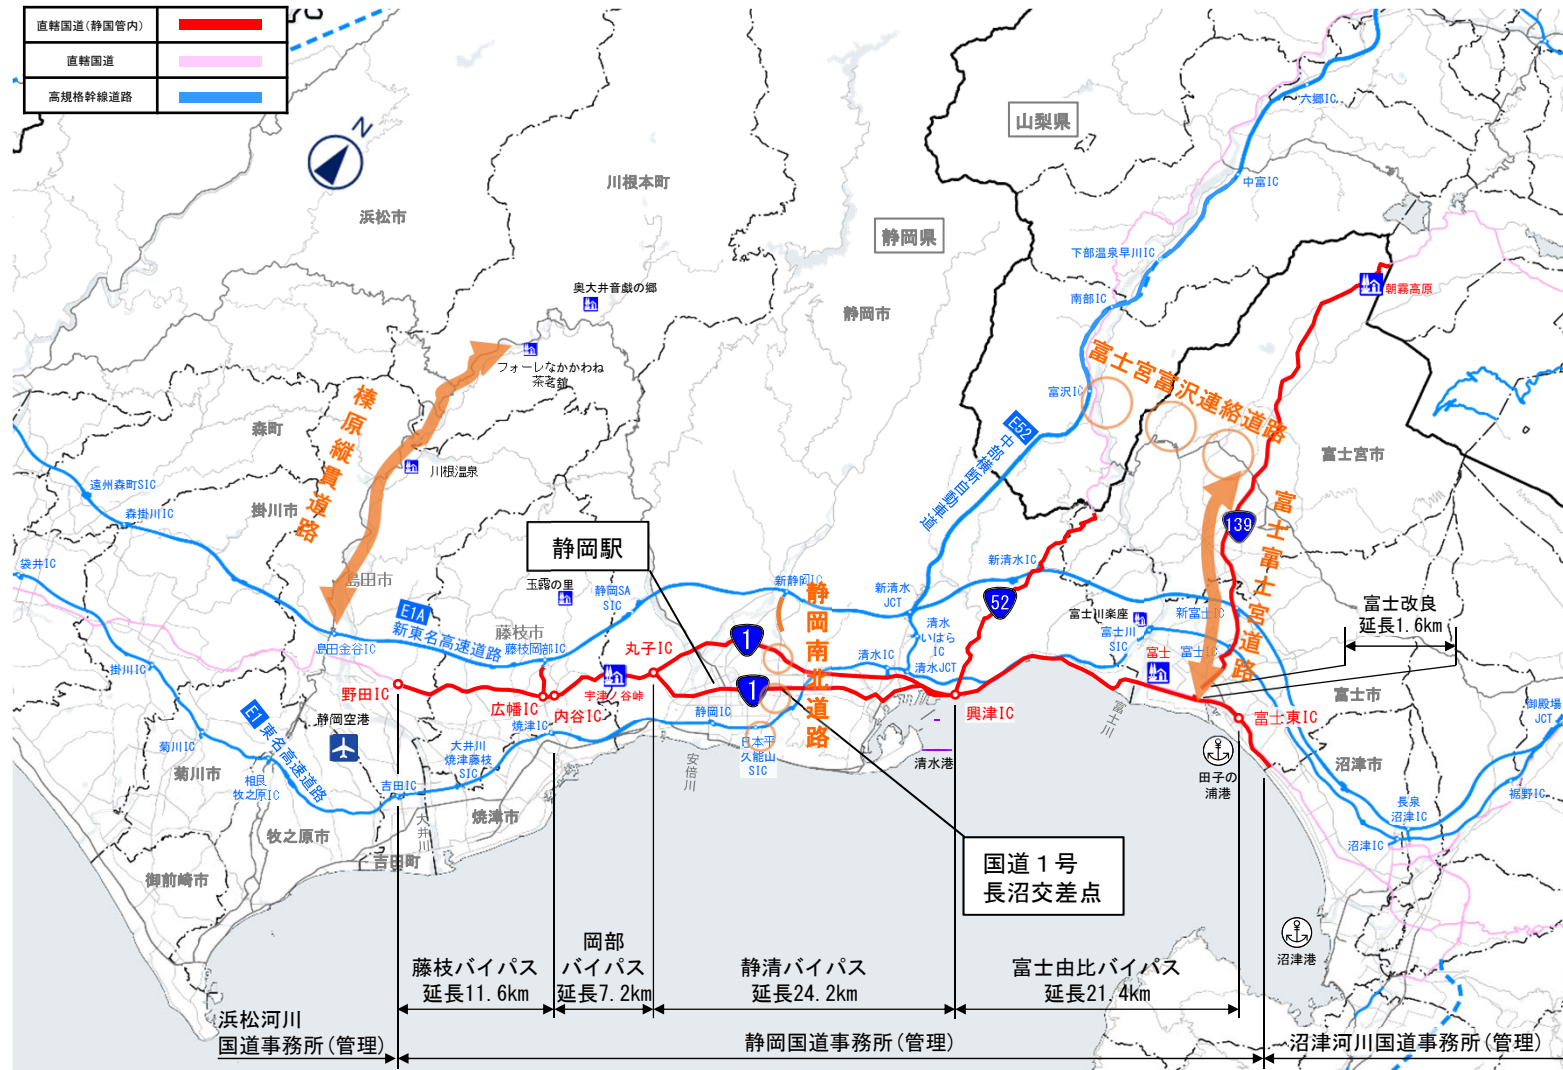 直轄国道(静国管内)
直轄国道
高規格幹線道路
N
山梨県
静岡県
川根本町
浜松市
静岡市
森町
掛川市
島田市
藤枝市
菊川市
牧之原市
御前崎市
吉田町
焼津市
富士宮市
富士市
沼津市
六郷IC
中富IC
下部温泉早川IC
南部IC
富沢IC
E52
中部横断自動車道
朝霧高原
奥大井音戯の郷
フォーレなかかわね
茶茗舘
川根温泉
榛原縦貫道路
富士宮富沢連絡道路
富士富士宮道路
静岡南北道路
139
52
1
1
遠州森町SIC
森掛川IC
袋井IC
掛川IC
島田金谷IC
E1A
新東名高速道路
藤枝岡部IC
玉露の里
静岡SA
SIC
新静岡IC
新清水
JCT
新清水IC
清水
いはら
IC
清水IC
清水JCT
富士川楽座
富士川
SIC
新富士IC
富士
富士IC
富士改良
延長1.6km
静岡駅
丸子IC
野田IC
広幡IC
内谷IC
宇津ノ谷峠
興津IC
富士東IC
静岡空港
E1
東名高速道路
菊川IC
相良
牧之原IC
吉田IC
大井川
焼津藤枝
SIC
焼津IC
静岡IC
日本平
久能山
SIC
大井川
安倍川
富士川
清水港
田子の
浦港
沼津港
御殿場
JCT
裾野IC
長泉
沼津IC
沼津IC
国道1号
長沼交差点
藤枝バイパス
延長11.6km
岡部
バイパス
延長7.2km
静清バイパス
延長24.2km
富士由比バイパス
延長21.4km
浜松河川
国道事務所(管理)
静岡国道事務所(管理)
沼津河川国道事務所(管理)